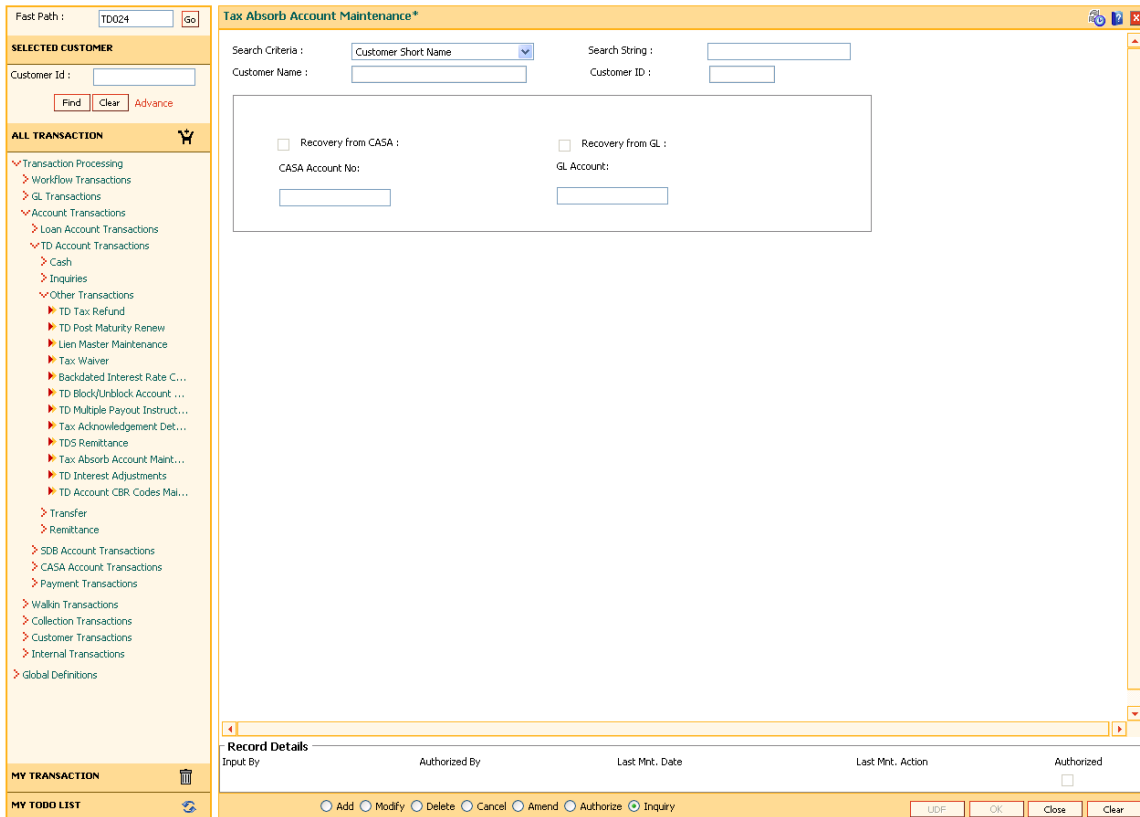 Fast Path :
TD024
Go
SELECTED CUSTOMER
Customer Id :
Find
Clear
Advance
ALL TRANSACTION
Transaction Processing
Workflow Transactions
GL Transactions
Account Transactions
Loan Account Transactions
TD Account Transactions
Cash
Inquiries
Other Transactions
TD Tax Refund
TD Post Maturity Renew
Lien Master Maintenance
Tax Waiver
Backdated Interest Rate C...
TD Block/Unblock Account ...
TD Multiple Payout Instruct...
Tax Acknowledgement Det...
TDS Remittance
Tax Absorb Account Maint...
TD Interest Adjustments
TD Account CBR Codes Mai...
Transfer
Remittance
SDB Account Transactions
CASA Account Transactions
Payment Transactions
Walkin Transactions
Collection Transactions
Customer Transactions
Internal Transactions
Global Definitions
MY TRANSACTION
MY TODO LIST
Tax Absorb Account Maintenance*
Search Criteria :
Customer Short Name
Search String :
Customer Name :
Customer ID :
Recovery from CASA :
Recovery from GL :
CASA Account No:
GL Account:
Record Details
Input By
Authorized By
Last Mnt. Date
Last Mnt. Action
Authorized
Add
Modify
Delete
Cancel
Amend
Authorize
Inquiry
UDF
OK
Close
Clear